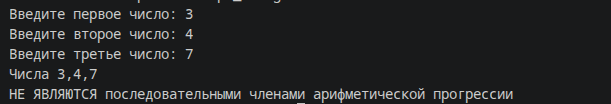 Введите первое число: 3
Введите второе число: 4
Введите третье число: 7
Числа 3,4,7
НЕ ЯВЛЯЮТСЯ последовательными членами арифметической прогрессии